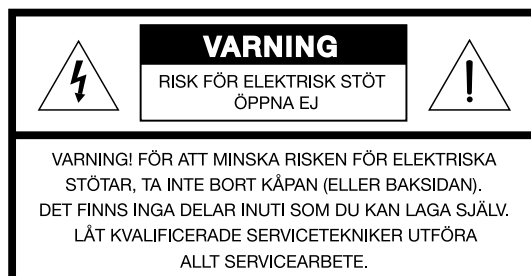 VARNING
RISK FÖR ELEKTRISK STÖT
ÖPPNA EJ
VARNING! FÖR ATT MINSKA RISKEN FÖR ELEKTRISKA
STÖTAR, TA INTE BORT KÅPAN (ELLER BAKSIDAN).
DET FINNS INGA DELAR INUTI SOM DU KAN LAGA SJÄLV.
LÅT KVALIFICERADE SERVICETEKNIKER UTFÖRA
ALLT SERVICEARBETE.